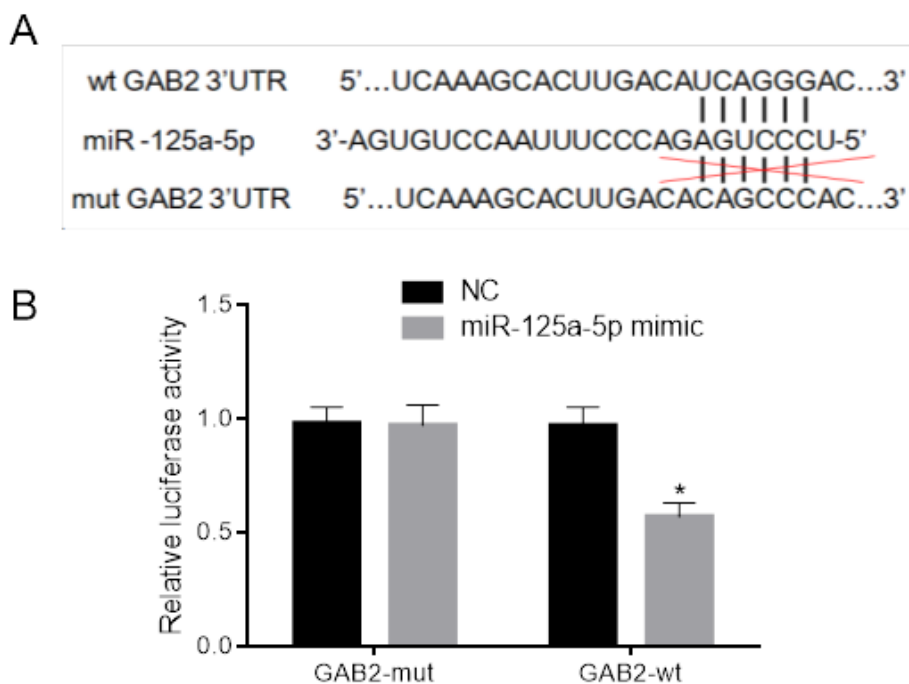 A
wt GAB2 3'UTR 5'...UCAAAGCACUUGACAUCAGGGAC...3'
miR -125a-5p 3'-AGUGUCCAAUUUCCCAGAGUCCCU-5'
mut GAB2 3'UTR 5'...UCAAAGCACUUGACACAGCCCAC...3'
B
NC
miR-125a-5p mimic
Relative luciferase activity
1.5
1.0
0.5
0.0
*
GAB2-mut GAB2-wt